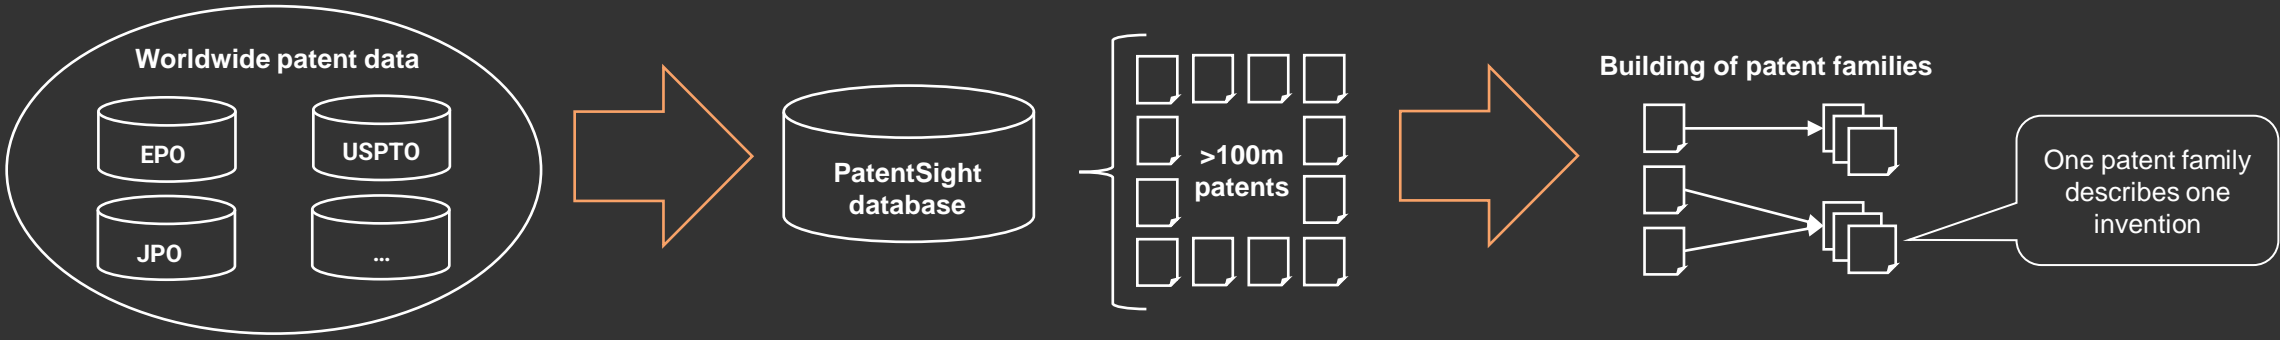 Worldwide patent data
EPO
USPTO
JPO
...
PatentSight
database
>100m
patents
Building of patent families
One patent family
describes one
invention